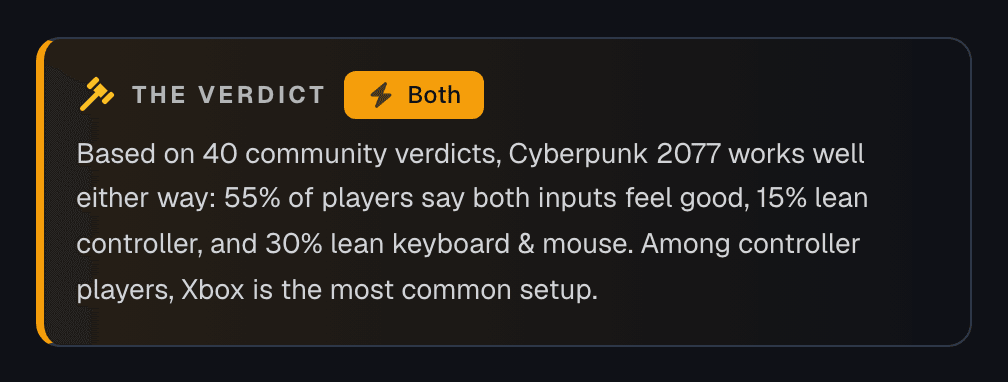 THE VERDICT Both
Based on 40 community verdicts, Cyberpunk 2077 works well
either way: 55% of players say both inputs feel good, 15% lean
controller, and 30% lean keyboard & mouse. Among controller
players, Xbox is the most common setup.